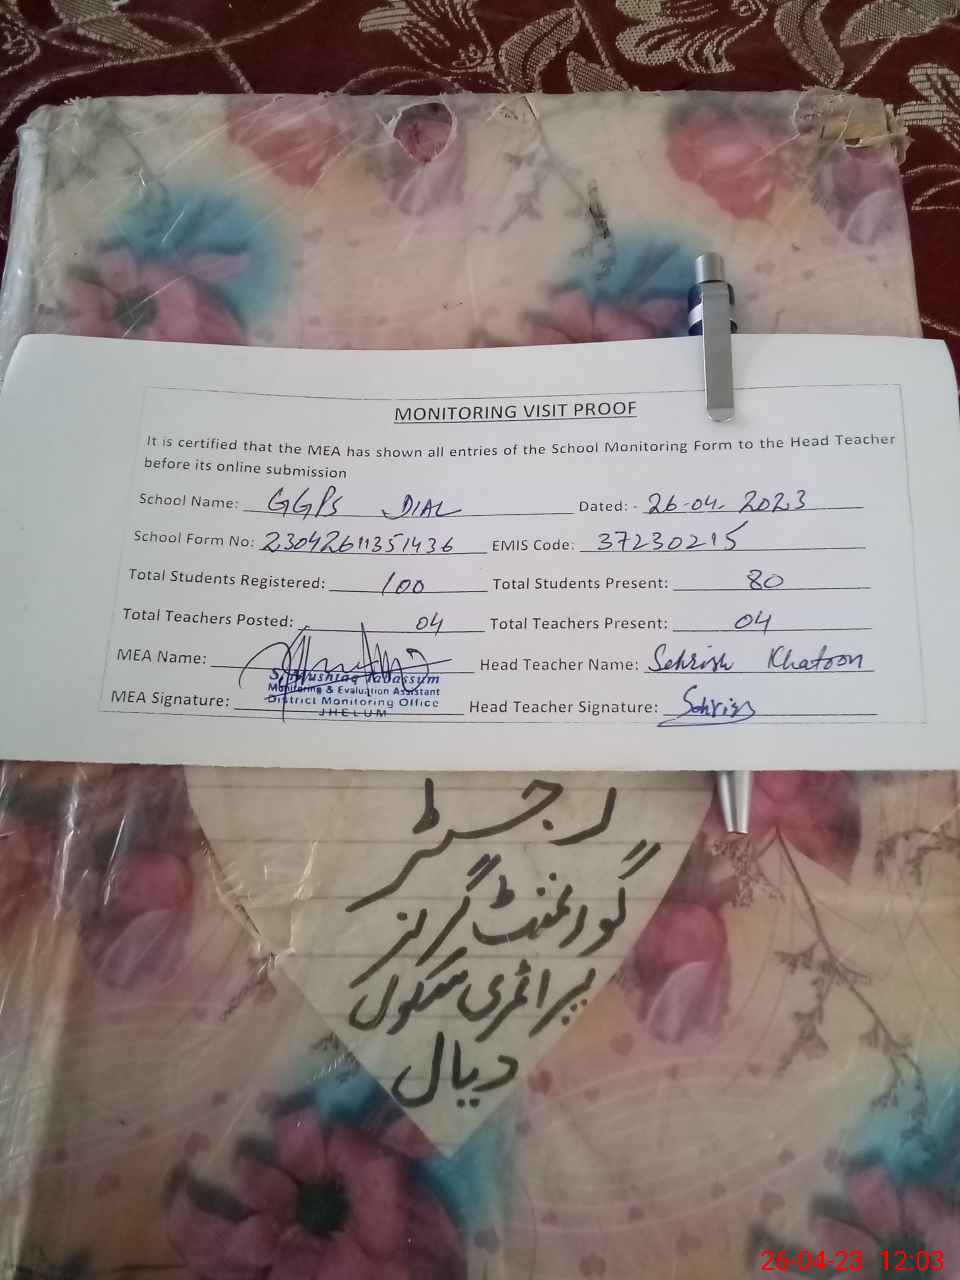 MONITORING VISIT PROOF
It is certified that the MEA has shown all entries of the School Monitoring Form to the Head Teacher
before its online submission
School Name: GGPS DIAL Dated: - 26-04-2023
School Form No: 23042611351436 EMIS Code: 37230215
Total Students Registered: 100 Total Students Present: 80
Total Teachers Posted: 04 Total Teachers Present: 04
MEA Name: Head Teacher Name: Sehrish Khatoon
S. Mushtaq Tabassum
Monitoring & Evaluation Assistant
MEA Signature: District Monitoring Office Head Teacher Signature: Sehrish
JHELUM
رجسٹر
گورنمنٹ گرلز
پرائمری سکول
دیال
26-04-23 12:03